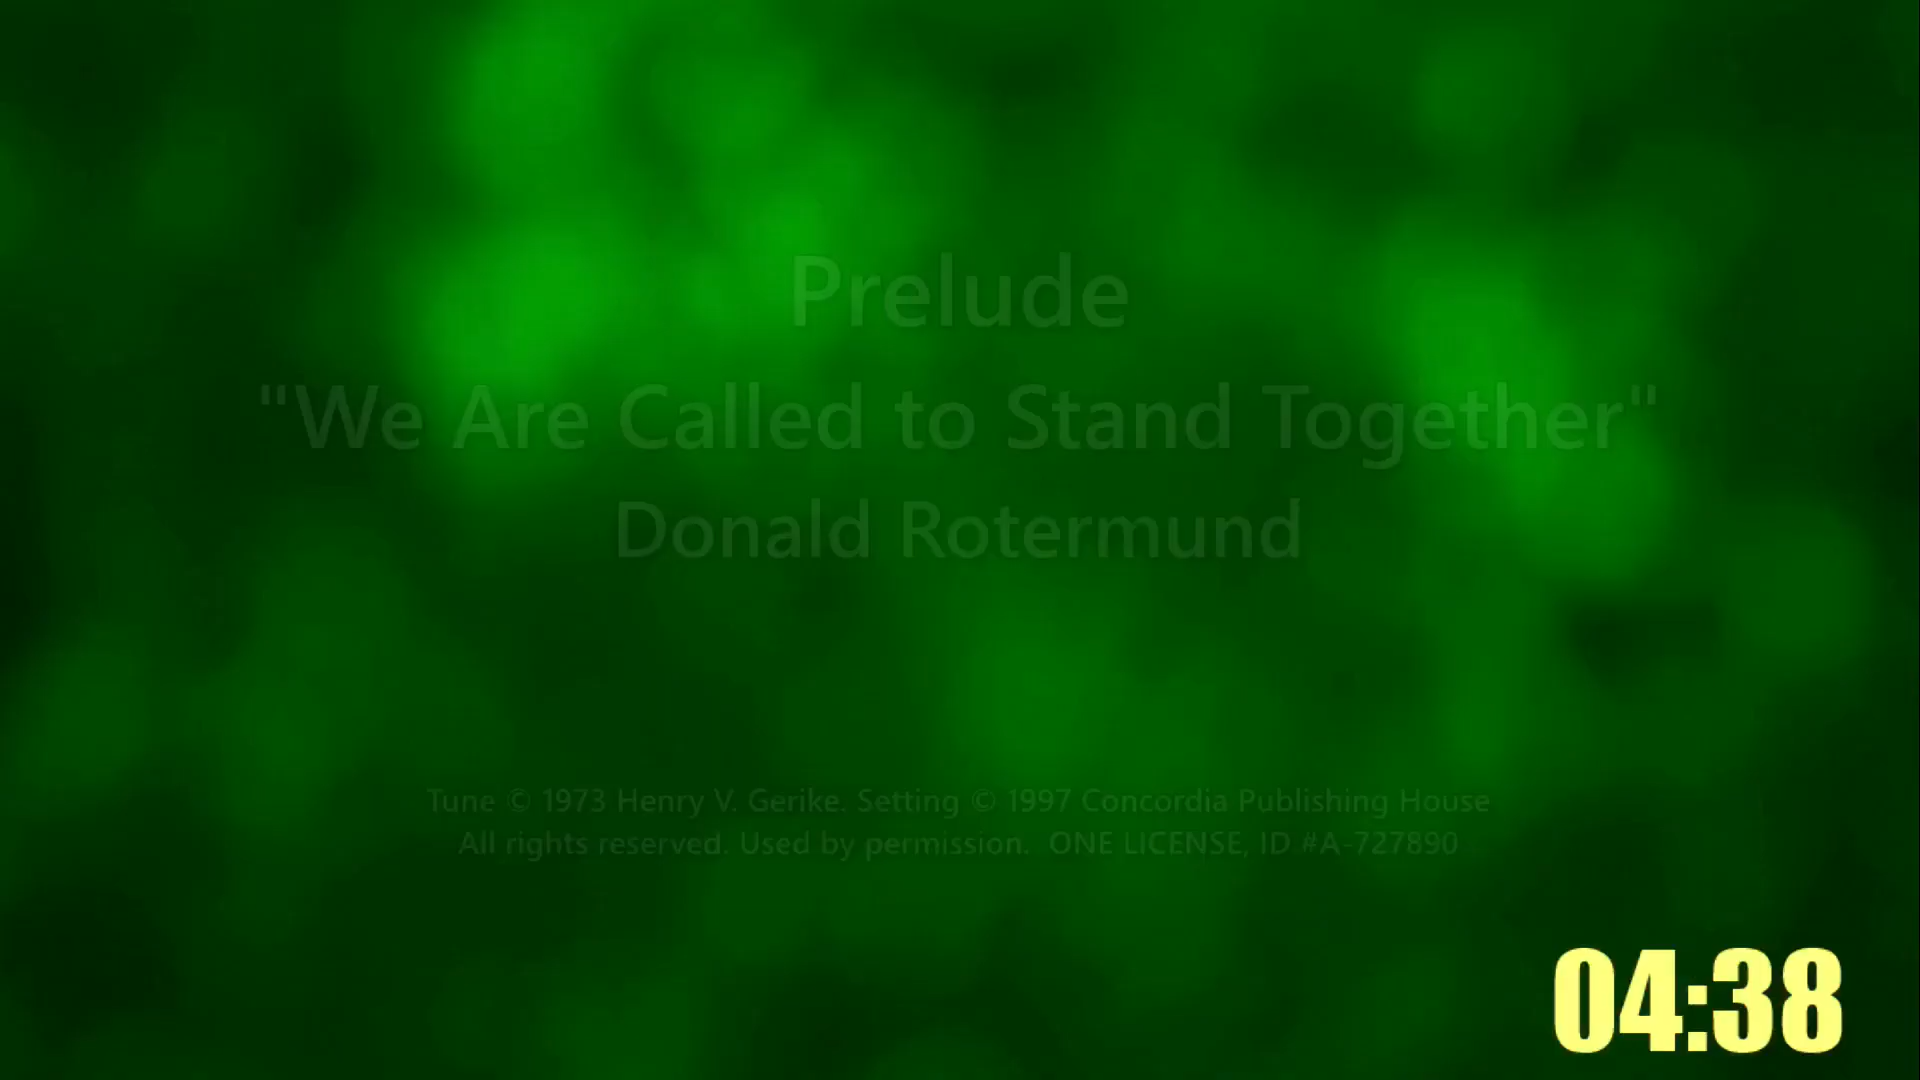 Prelude
"We Are Called to Stand Together"
Donald Rotermund
Tune © 1973 Henry V. Gerike. Setting © 1997 Concordia Publishing House
All rights reserved. Used by permission. ONE LICENSE, ID #A-727890
04:38